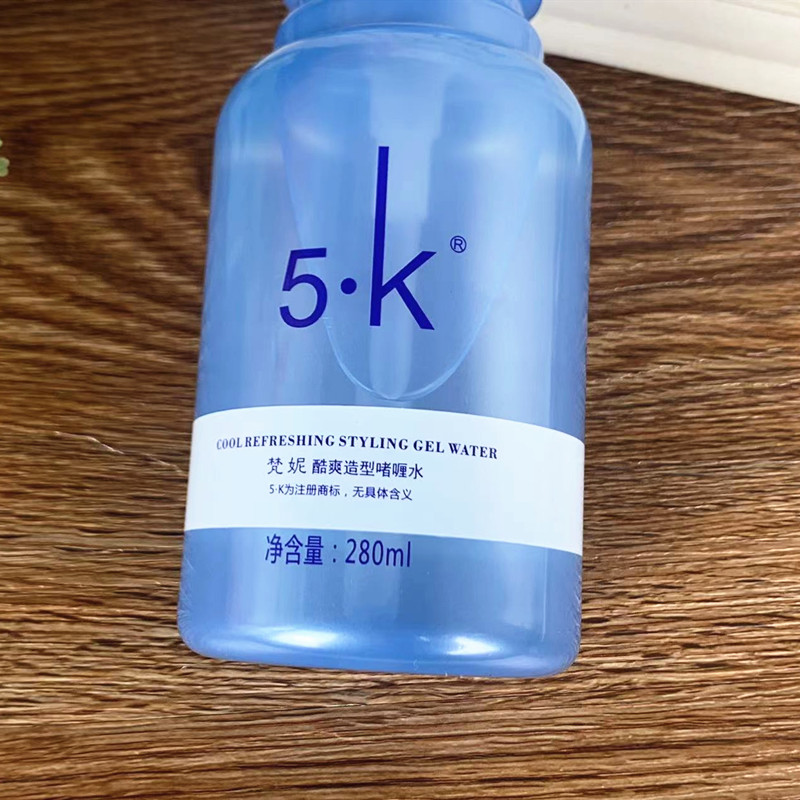 5·K®
COOL REFRESHING STYLING GEL WATER
梵妮 酷爽造型啫喱水
5·K为注册商标，无具体含义
净含量：280ml